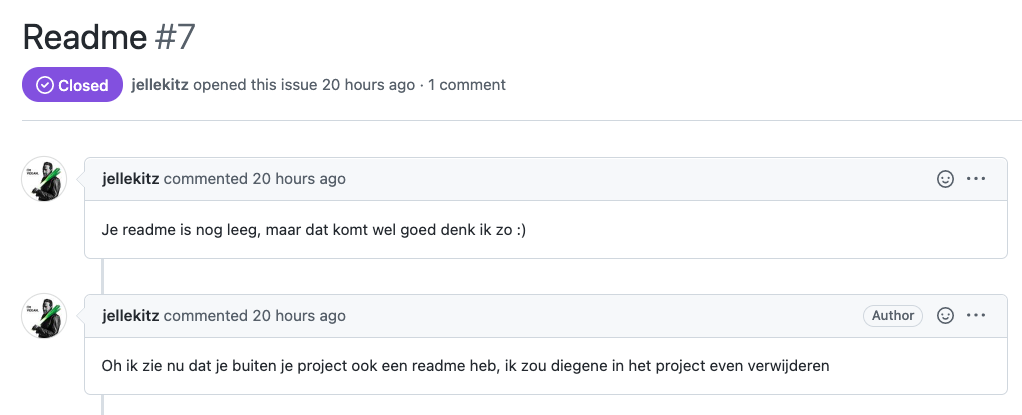 Readme #7
Closed jellekitz opened this issue 20 hours ago · 1 comment
jellekitz commented 20 hours ago
Je readme is nog leeg, maar dat komt wel goed denk ik zo :)
jellekitz commented 20 hours ago Author
Oh ik zie nu dat je buiten je project ook een readme heb, ik zou diegene in het project even verwijderen